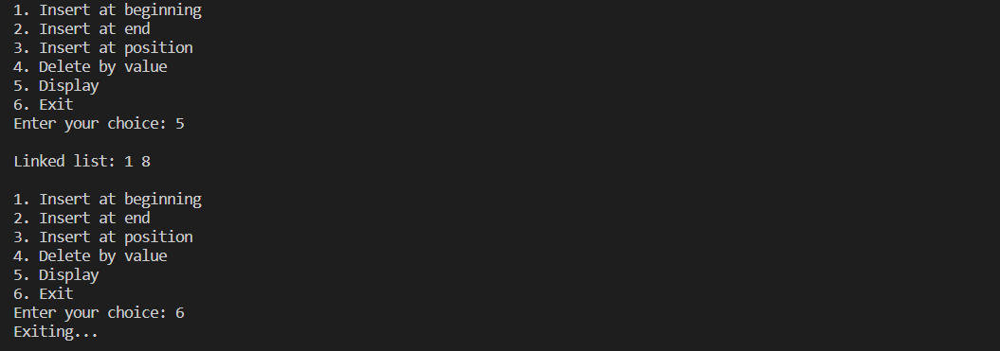 1. Insert at beginning
2. Insert at end
3. Insert at position
4. Delete by value
5. Display
6. Exit
Enter your choice: 5
Linked list: 1 8
1. Insert at beginning
2. Insert at end
3. Insert at position
4. Delete by value
5. Display
6. Exit
Enter your choice: 6
Exiting...